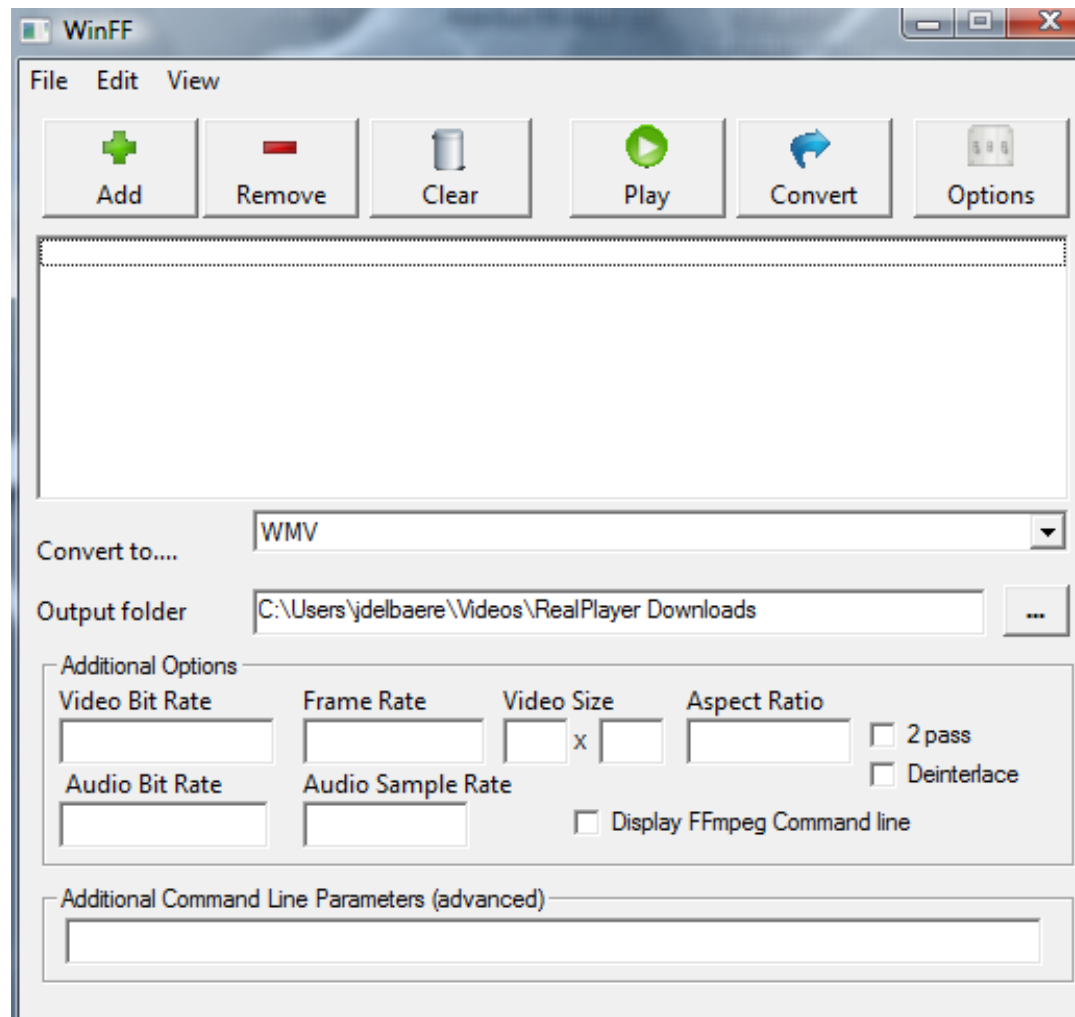 WinFF
File Edit View
Add Remove Clear Play Convert Options
Convert to....
WMV
Output folder
C:\Users\jdelbaere\Videos\RealPlayer Downloads
...
Additional Options
Video Bit Rate Frame Rate Video Size Aspect Ratio
x
2 pass
Deinterlace
Audio Bit Rate Audio Sample Rate
Display FFmpeg Command line
Additional Command Line Parameters (advanced)